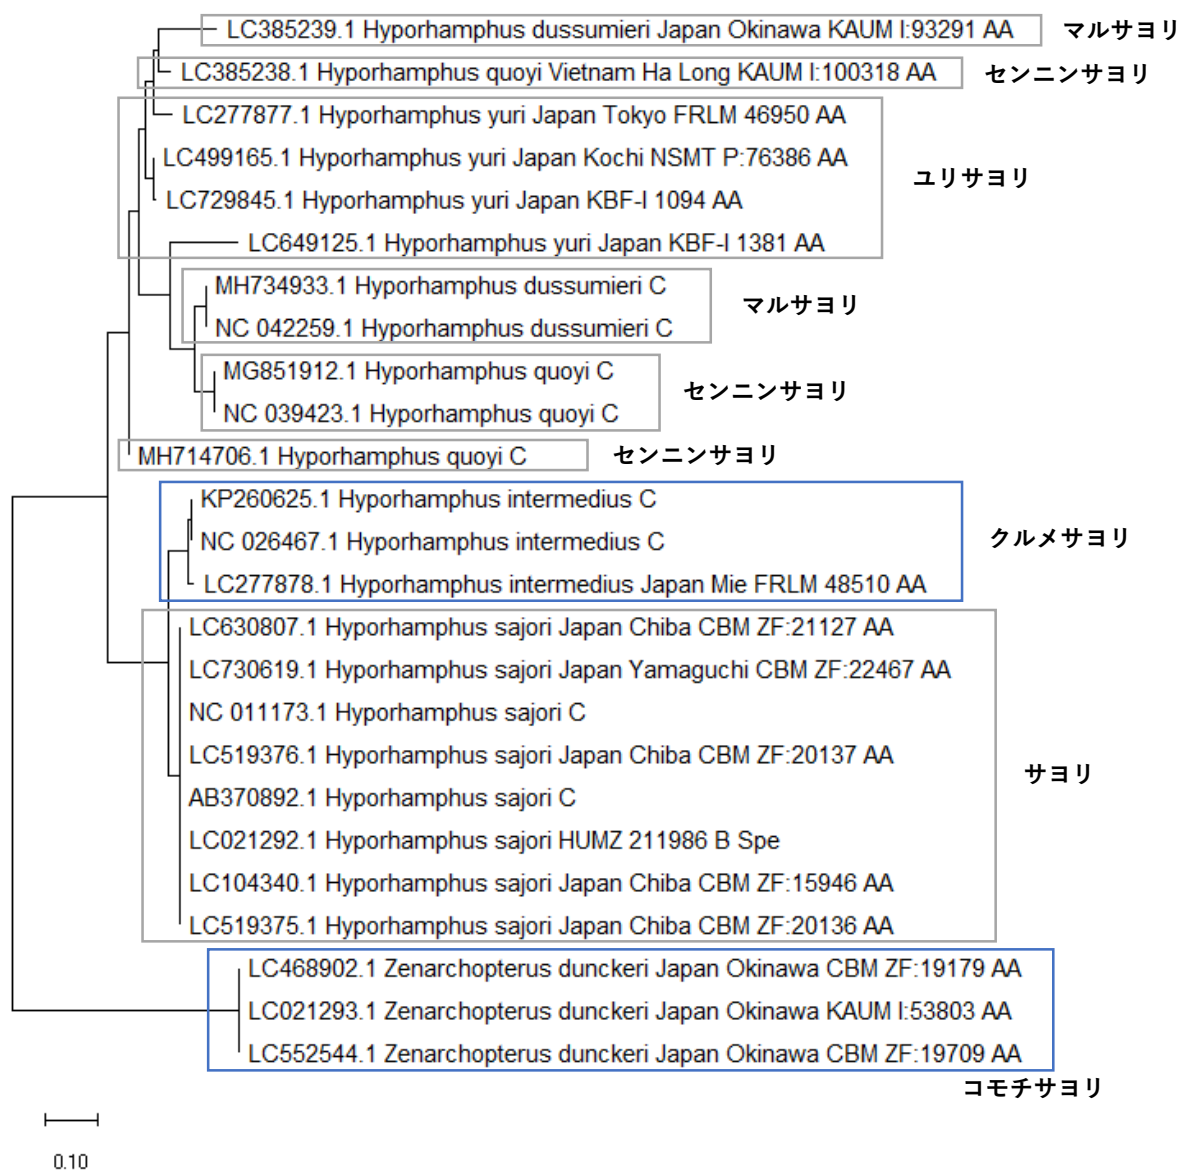 LC385239.1 Hyporhamphus dussumieri Japan Okinawa KAUM I:93291 AA
マルサヨリ
LC385238.1 Hyporhamphus quoyi Vietnam Ha Long KAUM I:100318 AA
センニンサヨリ
LC277877.1 Hyporhamphus yuri Japan Tokyo FRLM 46950 AA
LC499165.1 Hyporhamphus yuri Japan Kochi NSMT P:76386 AA
ユリサヨリ
LC729845.1 Hyporhamphus yuri Japan KBF-I 1094 AA
LC649125.1 Hyporhamphus yuri Japan KBF-I 1381 AA
MH734933.1 Hyporhamphus dussumieri C
マルサヨリ
NC 042259.1 Hyporhamphus dussumieri C
MG851912.1 Hyporhamphus quoyi C
センニンサヨリ
NC 039423.1 Hyporhamphus quoyi C
MH714706.1 Hyporhamphus quoyi C
センニンサヨリ
KP260625.1 Hyporhamphus intermedius C
NC 026467.1 Hyporhamphus intermedius C
クルメサヨリ
LC277878.1 Hyporhamphus intermedius Japan Mie FRLM 48510 AA
LC630807.1 Hyporhamphus sajori Japan Chiba CBM ZF:21127 AA
LC730619.1 Hyporhamphus sajori Japan Yamaguchi CBM ZF:22467 AA
NC 011173.1 Hyporhamphus sajori C
LC519376.1 Hyporhamphus sajori Japan Chiba CBM ZF:20137 AA
サヨリ
AB370892.1 Hyporhamphus sajori C
LC021292.1 Hyporhamphus sajori HUMZ 211986 B Spe
LC104340.1 Hyporhamphus sajori Japan Chiba CBM ZF:15946 AA
LC519375.1 Hyporhamphus sajori Japan Chiba CBM ZF:20136 AA
LC468902.1 Zenarchopterus dunckeri Japan Okinawa CBM ZF:19179 AA
LC021293.1 Zenarchopterus dunckeri Japan Okinawa KAUM I:53803 AA
LC552544.1 Zenarchopterus dunckeri Japan Okinawa CBM ZF:19709 AA
コモチサヨリ
0.10